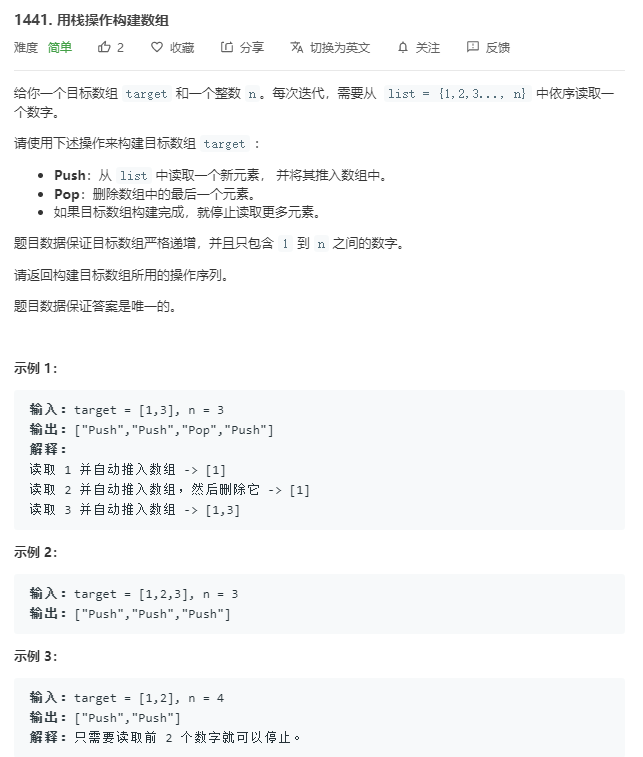 1441. 用栈操作构建数组
难度 简单 2 收藏 分享 切换为英文 关注 反馈
给你一个目标数组 target 和一个整数 n。每次迭代，需要从 list = {1,2,3..., n} 中依序读取一
个数字。
请使用下述操作来构建目标数组 target ：
• Push：从 list 中读取一个新元素， 并将其推入数组中。
• Pop：删除数组中的最后一个元素。
• 如果目标数组构建完成，就停止读取更多元素。
题目数据保证目标数组严格递增，并且只包含 1 到 n 之间的数字。
请返回构建目标数组所用的操作序列。
题目数据保证答案是唯一的。
示例 1：
输入：target = [1,3], n = 3
输出：["Push","Push","Pop","Push"]
解释：
读取 1 并自动推入数组 -> [1]
读取 2 并自动推入数组，然后删除它 -> [1]
读取 3 并自动推入数组 -> [1,3]
示例 2：
输入：target = [1,2,3], n = 3
输出：["Push","Push","Push"]
示例 3：
输入：target = [1,2], n = 4
输出：["Push","Push"]
解释：只需要读取前 2 个数字就可以停止。